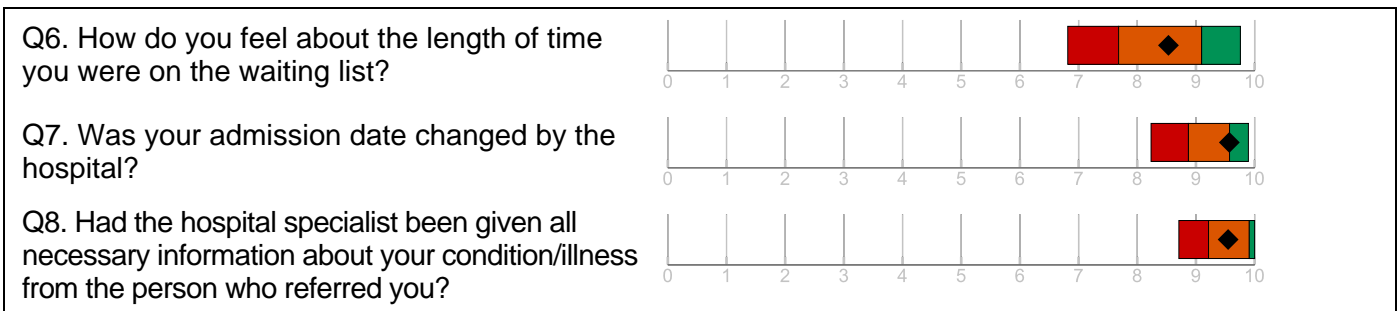 Q6. How do you feel about the length of time
you were on the waiting list?
0 1 2 3 4 5 6 7 8 9 10
Q7. Was your admission date changed by the
hospital?
0 1 2 3 4 5 6 7 8 9 10
Q8. Had the hospital specialist been given all
necessary information about your condition/illness
from the person who referred you?
0 1 2 3 4 5 6 7 8 9 10